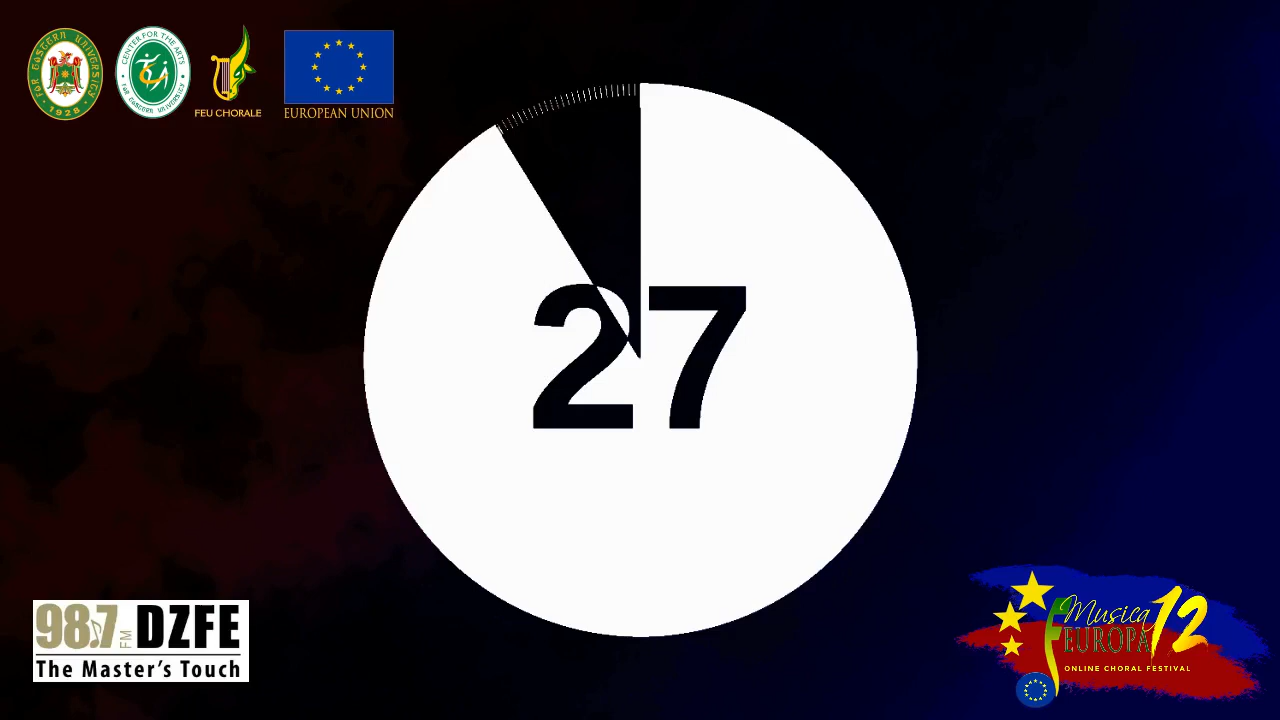 FAR EASTERN UNIVERSITY
1928
CENTER FOR THE ARTS
FAR EASTERN UNIVERSITY
FEU CHORALE
EUROPEAN UNION
27
98.7 FM DZFE
The Master's Touch
Musica 12
fEUROPA
ONLINE CHORAL FESTIVAL